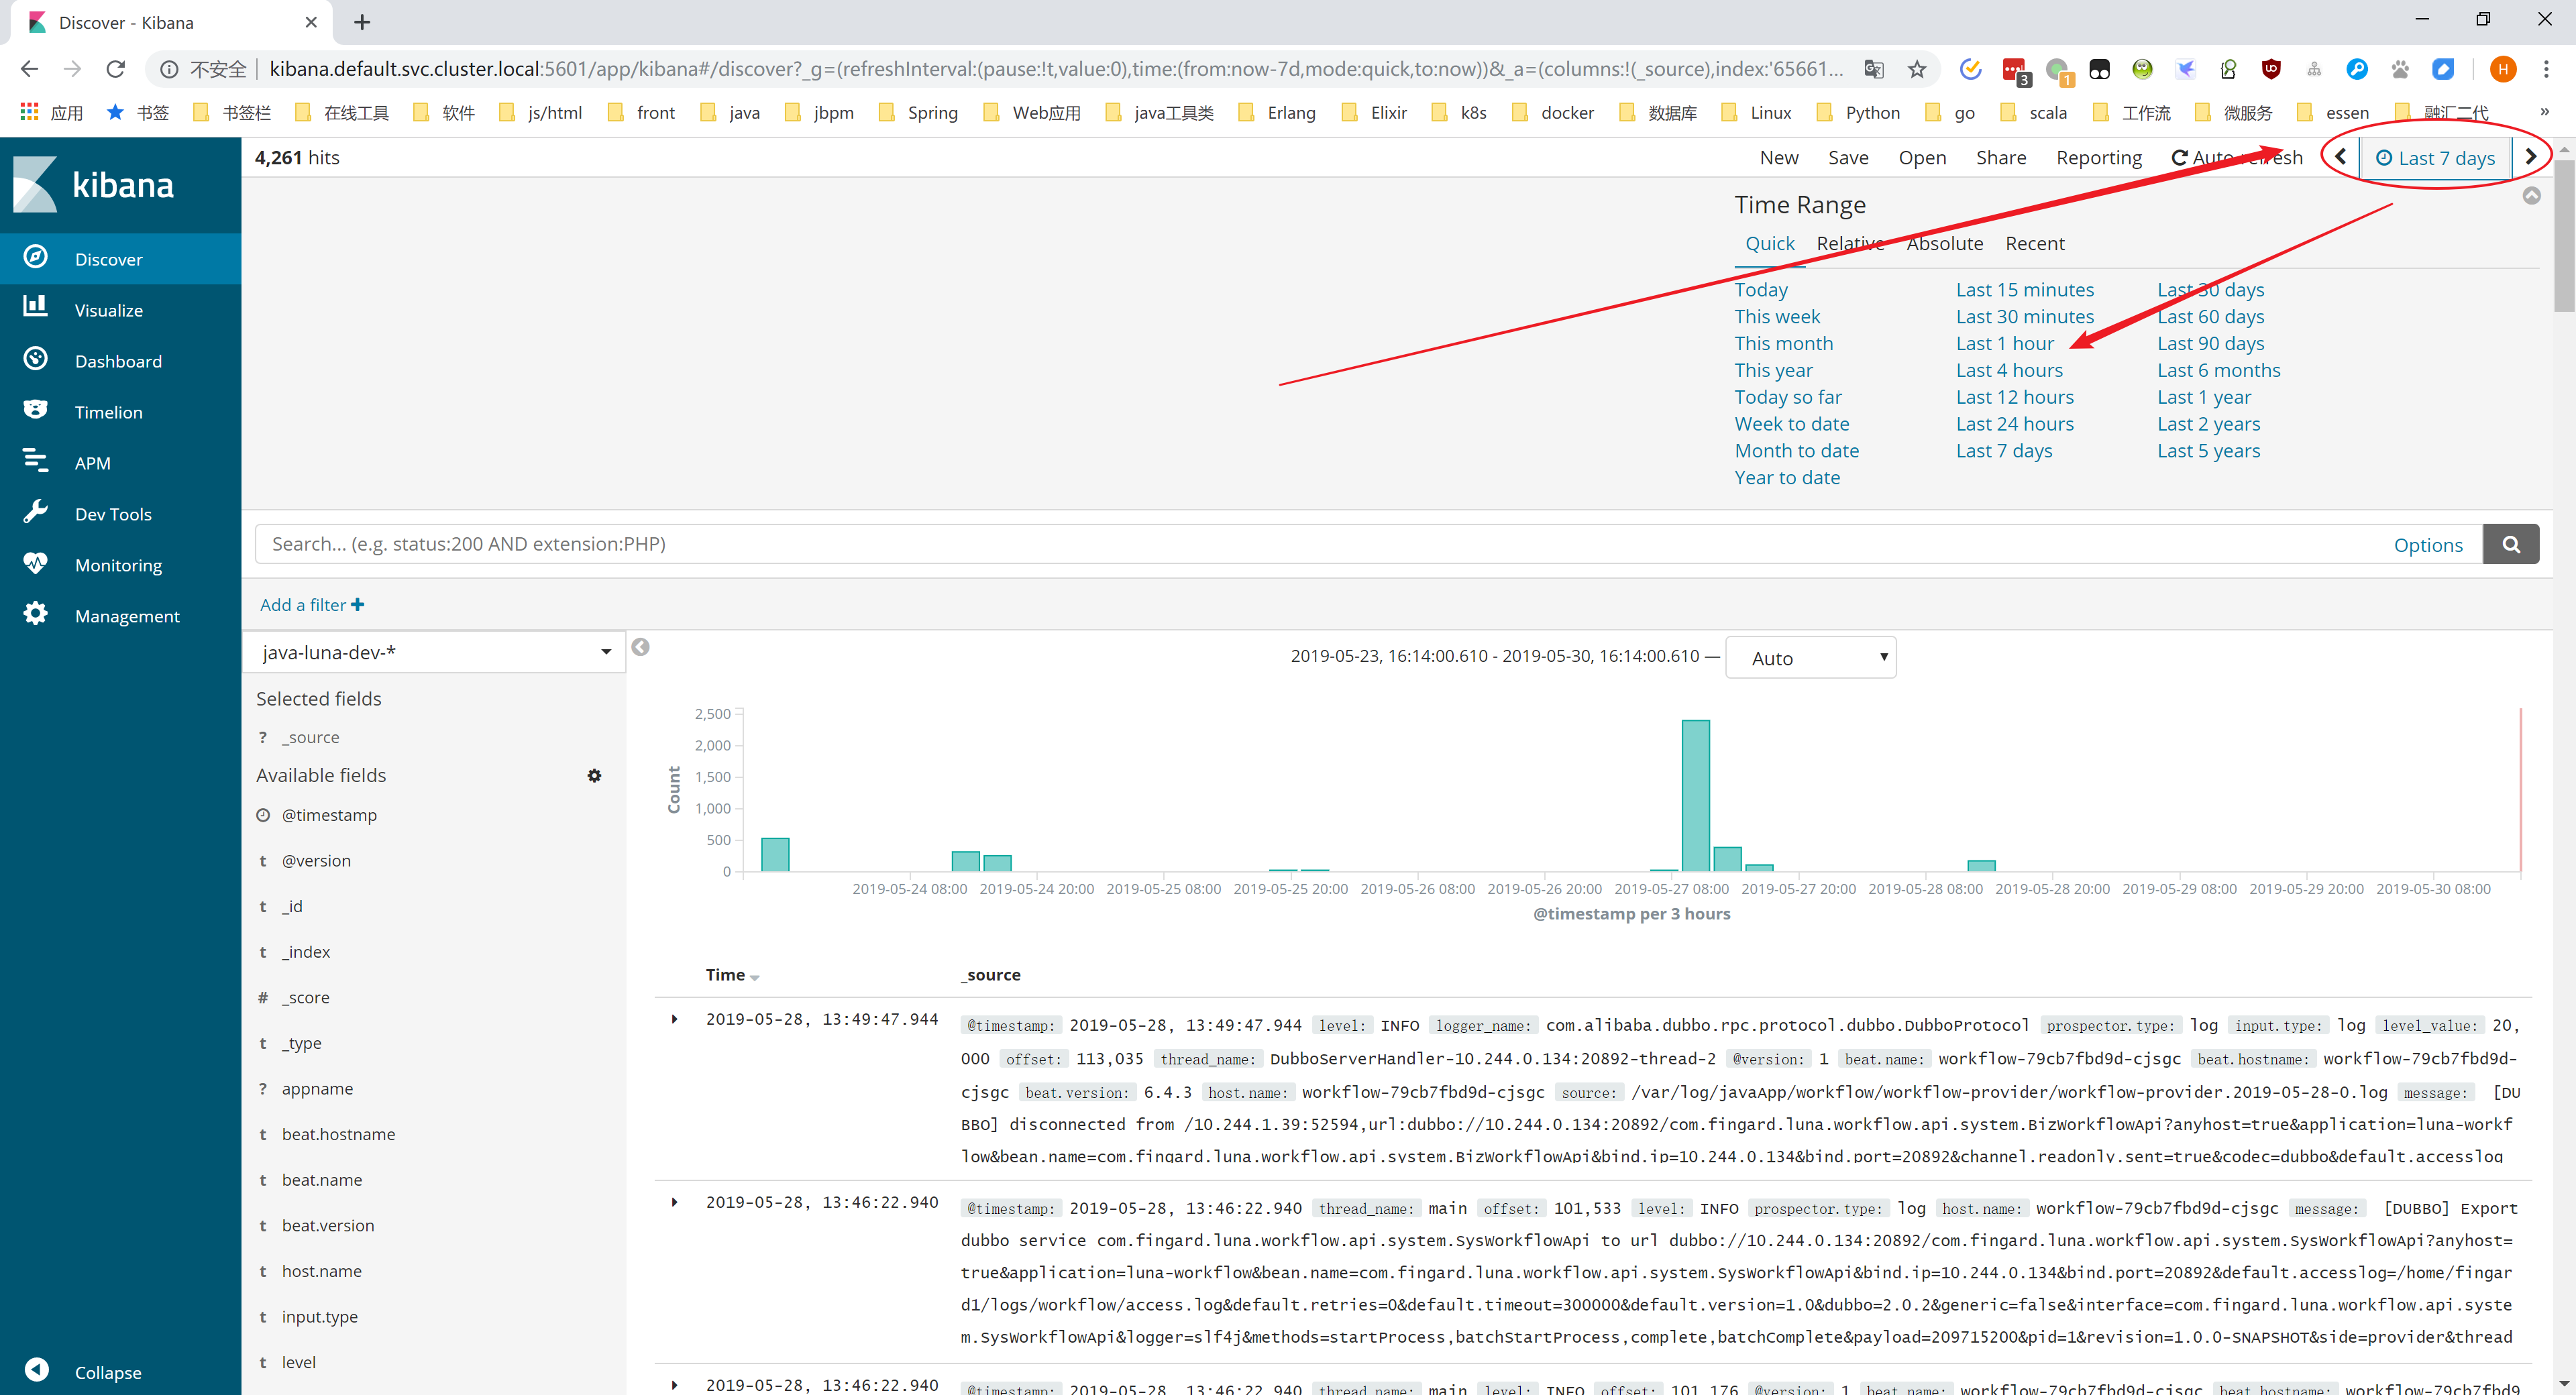 Discover - Kibana
不安全 kibana.default.svc.cluster.local:5601/app/kibana#/discover?_g=(refreshInterval:(pause:!t,value:0),time:(from:now-7d,mode:quick,to:now))&_a=(columns:!(_source),index:'65661... 3 1 H
应用 书签 书签栏 在线工具 软件 js/html front java jbpm Spring Web应用 java工具类 Erlang Elixir k8s docker 数据库 Linux Python go scala 工作流 微服务 essen 融汇二代 »
kibana
Discover
Visualize
Dashboard
Timelion
APM
Dev Tools
Monitoring
Management
Collapse
4,261 hits
New Save Open Share Reporting Auto-refresh Last 7 days
Time Range
Quick Relative Absolute Recent
Today Last 15 minutes Last 30 days
This week Last 30 minutes Last 60 days
This month Last 1 hour Last 90 days
This year Last 4 hours Last 6 months
Today so far Last 12 hours Last 1 year
Week to date Last 24 hours Last 2 years
Month to date Last 7 days Last 5 years
Year to date
Search... (e.g. status:200 AND extension:PHP) Options
Add a filter +
java-luna-dev-*
Selected fields
? _source
Available fields
@timestamp
t @version
t _id
t _index
# _score
t _type
? appname
t beat.hostname
t beat.name
t beat.version
t host.name
t input.type
t level
2019-05-23, 16:14:00.610 - 2019-05-30, 16:14:00.610 — Auto
Count
2,500
2,000
1,500
1,000
500
0
2019-05-24 08:00 2019-05-24 20:00 2019-05-25 08:00 2019-05-25 20:00 2019-05-26 08:00 2019-05-26 20:00 2019-05-27 08:00 2019-05-27 20:00 2019-05-28 08:00 2019-05-28 20:00 2019-05-29 08:00 2019-05-29 20:00 2019-05-30 08:00
@timestamp per 3 hours
Time _source
2019-05-28, 13:49:47.944 @timestamp: 2019-05-28, 13:49:47.944 level: INFO logger_name: com.alibaba.dubbo.rpc.protocol.dubbo.DubboProtocol prospector.type: log input.type: log level_value: 20,
000 offset: 113,035 thread_name: DubboServerHandler-10.244.0.134:20892-thread-2 @version: 1 beat.name: workflow-79cb7fbd9d-cjsgc beat.hostname: workflow-79cb7fbd9d-
cjsgc beat.version: 6.4.3 host.name: workflow-79cb7fbd9d-cjsgc source: /var/log/javaApp/workflow/workflow-provider/workflow-provider.2019-05-28-0.log message: [DU
BBO] disconnected from /10.244.1.39:52594,url:dubbo://10.244.0.134:20892/com.fingard.luna.workflow.api.system.BizWorkflowApi?anyhost=true&application=luna-workf
low&bean.name=com.fingard.luna.workflow.api.system.BizWorkflowApi&bind.ip=10.244.0.134&bind.port=20892&channel.readonly.sent=true&codec=dubbo&default.accesslog
2019-05-28, 13:46:22.940 @timestamp: 2019-05-28, 13:46:22.940 thread_name: main offset: 101,533 level: INFO prospector.type: log host.name: workflow-79cb7fbd9d-cjsgc message: [DUBBO] Export
dubbo service com.fingard.luna.workflow.api.system.SysWorkflowApi to url dubbo://10.244.0.134:20892/com.fingard.luna.workflow.api.system.SysWorkflowApi?anyhost=
true&application=luna-workflow&bean.name=com.fingard.luna.workflow.api.system.SysWorkflowApi&bind.ip=10.244.0.134&bind.port=20892&default.accesslog=/home/fingar
d1/logs/workflow/access.log&default.retries=0&default.timeout=300000&default.version=1.0&dubbo=2.0.2&generic=false&interface=com.fingard.luna.workflow.api.syste
m.SysWorkflowApi&logger=slf4j&methods=startProcess,batchStartProcess,complete,batchComplete&payload=209715200&pid=1&revision=1.0.0-SNAPSHOT&side=provider&thread
2019-05-28, 13:46:22.940 @timestamp: 2019-05-28, 13:46:22.940 thread_name: main level: INFO offset: 101,176 @version: 1 beat.name: workflow-79cb7fbd9d-cjsgc beat.hostname: workflow-79cb7fbd9